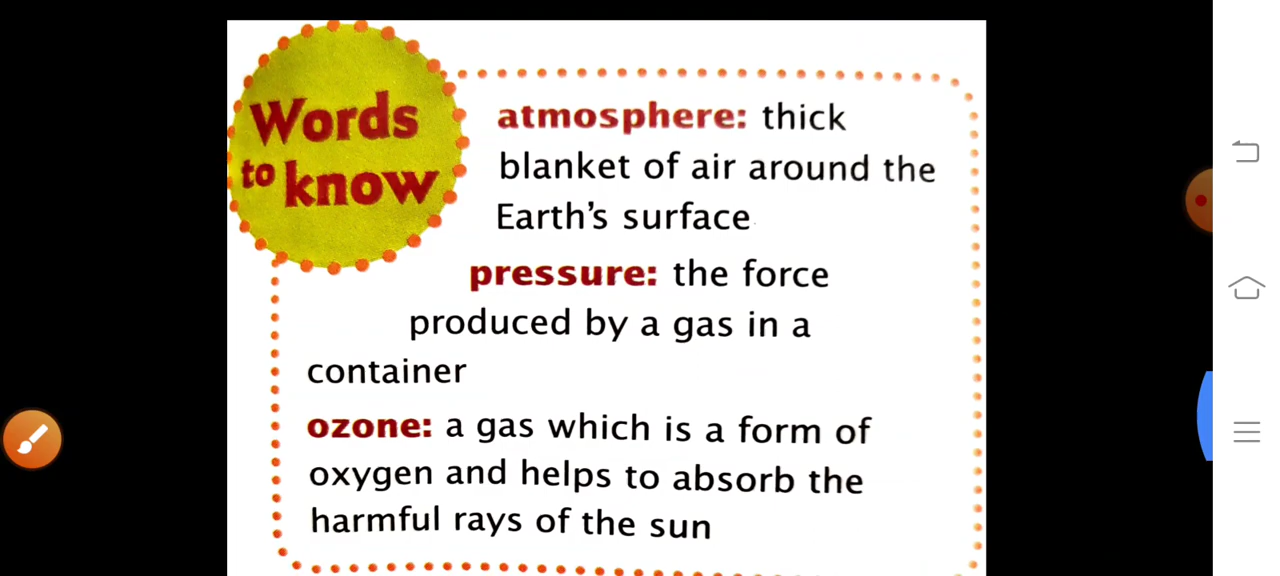 Words
to know
atmosphere: thick
blanket of air around the
Earth's surface
pressure: the force
produced by a gas in a
container
ozone: a gas which is a form of
oxygen and helps to absorb the
harmful rays of the sun